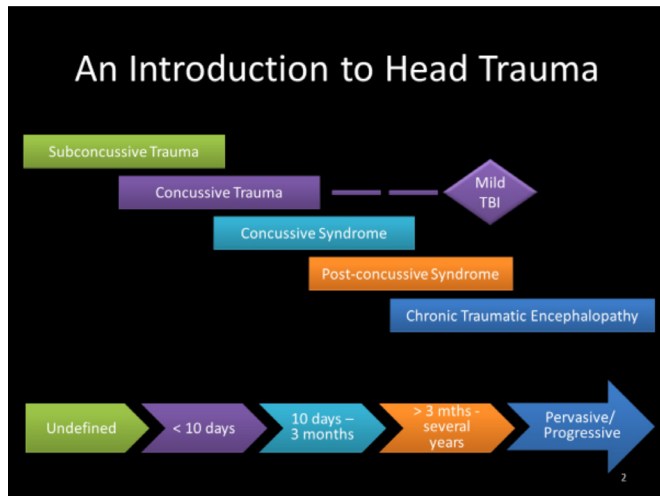 An Introduction to Head Trauma
Subconcussive Trauma
Concussive Trauma
Mild
TBI
Concussive Syndrome
Post-concussive Syndrome
Chronic Traumatic Encephalopathy
Undefined
< 10 days
10 days –
3 months
> 3 mths -
several
years
Pervasive/
Progressive
2